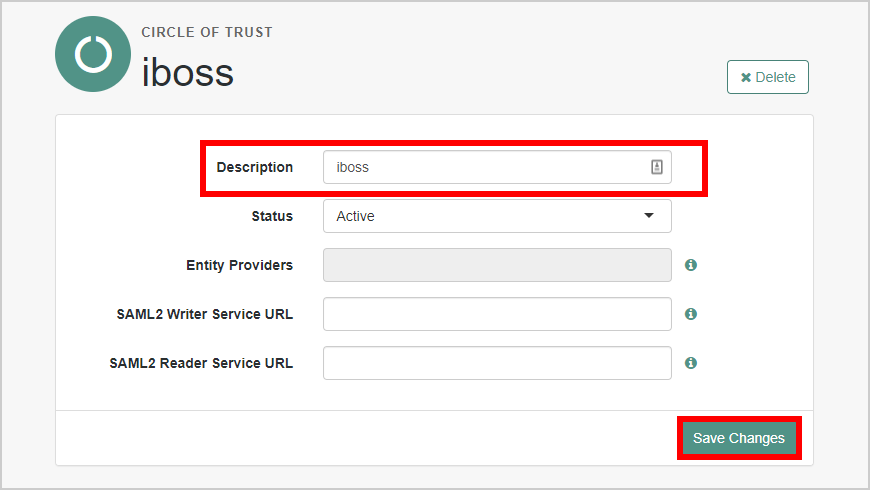 CIRCLE OF TRUST
iboss
Delete
Description iboss
Status Active
Entity Providers
SAML2 Writer Service URL
SAML2 Reader Service URL
Save Changes